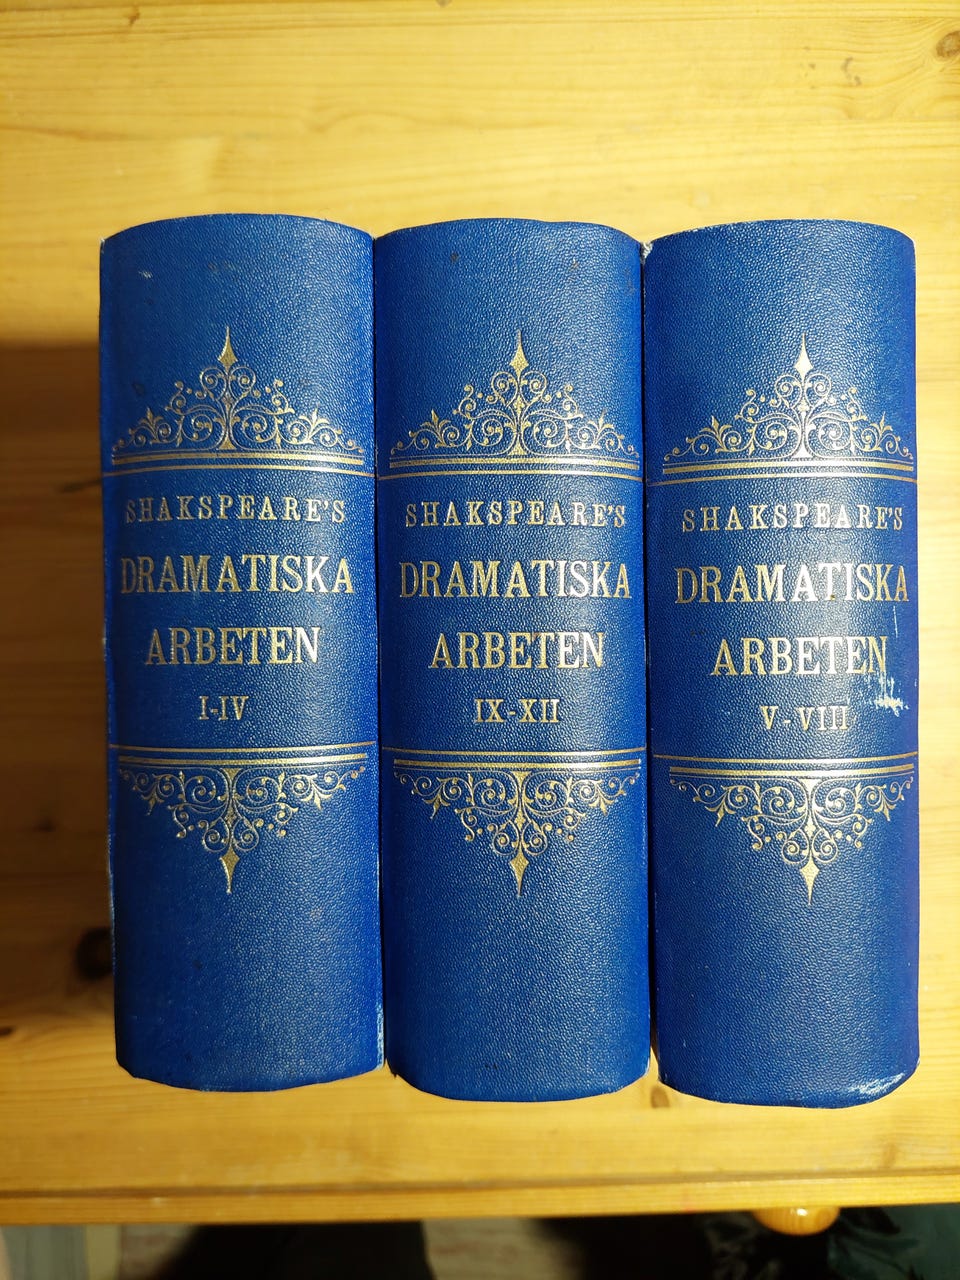 SHAKSPEARE'S
DRAMATISKA
ARBETEN
I-IV
SHAKSPEARE'S
DRAMATISKA
ARBETEN
IX-XII
SHAKSPEARE'S
DRAMATISKA
ARBETEN
V-VIII